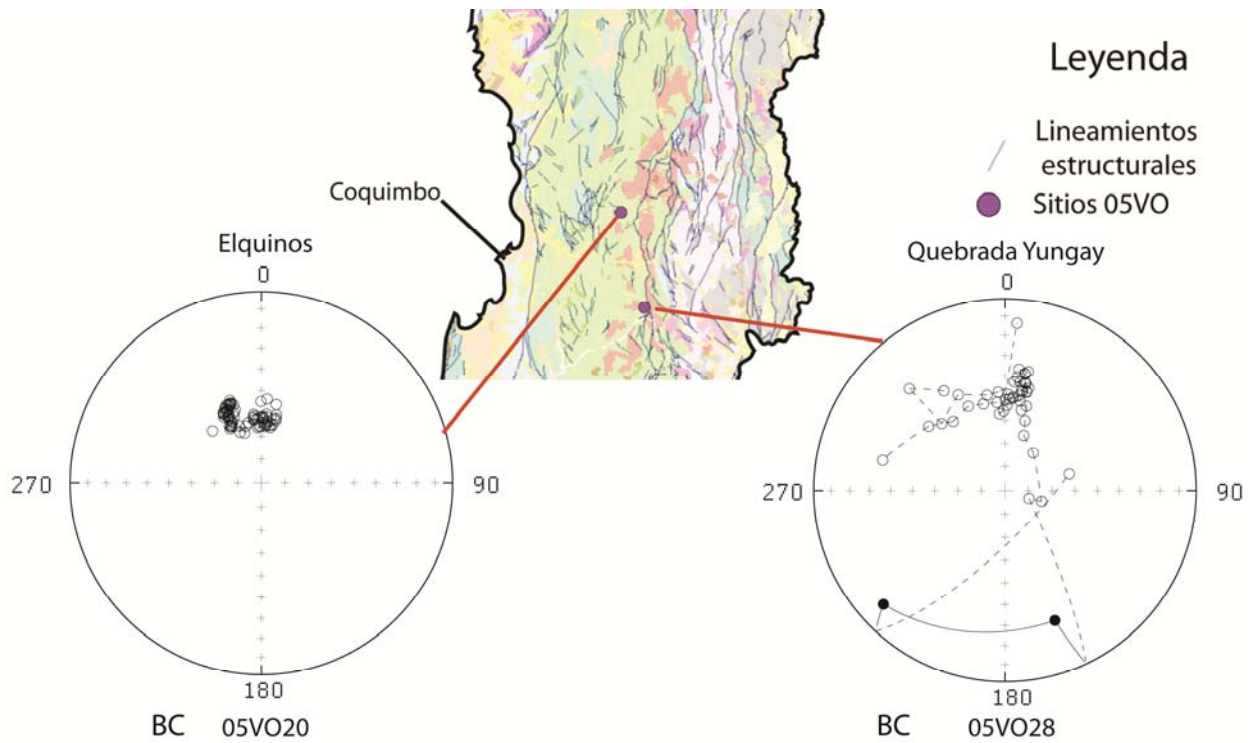 Leyenda
Lineamientos
estructurales
Sitios 05VO
Coquimbo
Elquinos
0
270
90
180
BC 05VO20
Quebrada Yungay
0
270
90
180
BC 05VO28